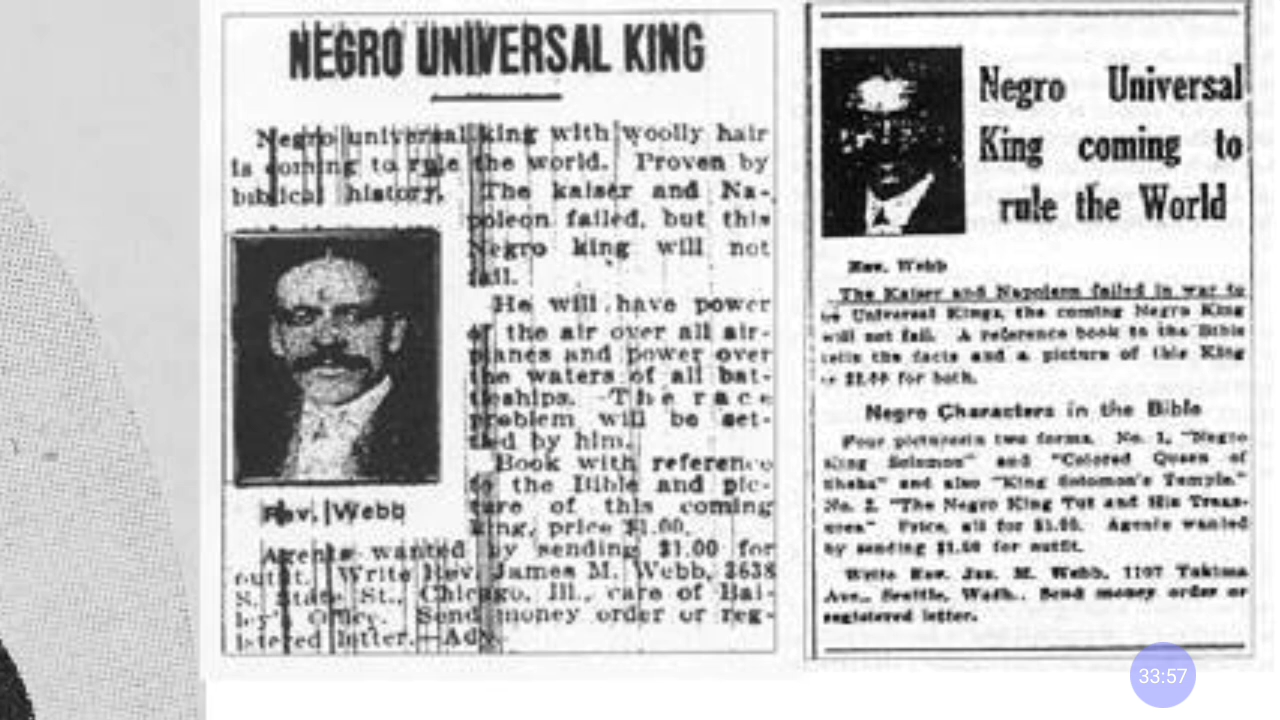 NEGRO UNIVERSAL KING
Negro universal king with woolly hair
is coming to rule the world. Proven by
biblical history. The kaiser and Na-
poleon failed, but this
Negro king will not
fail.
He will have power
of the air over all air-
planes and power over
the waters of all bat-
tleships. The race
problem will be set-
tled by him.
Book with reference
to the Bible and pic-
ture of this coming
king, price $1.00.
Rev. Webb
Agents wanted by sending $1.00 for
outfit. Write Rev. James M. Webb, 3638
S. State St., Chicago, Ill., care of Bai-
ley's Office. Send money order or reg-
istered letter.—Adv.
Negro Universal
King coming to
rule the World
Rev. Webb
The Kaiser and Napoleon failed in war to
be Universal Kings, the coming Negro King
will not fail. A reference book to the Bible
tells the facts and a picture of this King
for both.
Negro Characters in the Bible
Four pictures in two forms. No. 1, "Negro
King Solomon" and "Colored Queen of
Sheba" and also "King Solomon's Temple."
No. 2, "The Negro King Tut and His Treas-
ures." Price, all for $1.00. Agents wanted
by sending $1.00 for outfit.
Write Rev. Jas. M. Webb, 1107 Yakima
Ave., Seattle, Wash. Send money order or
registered letter.
33:57